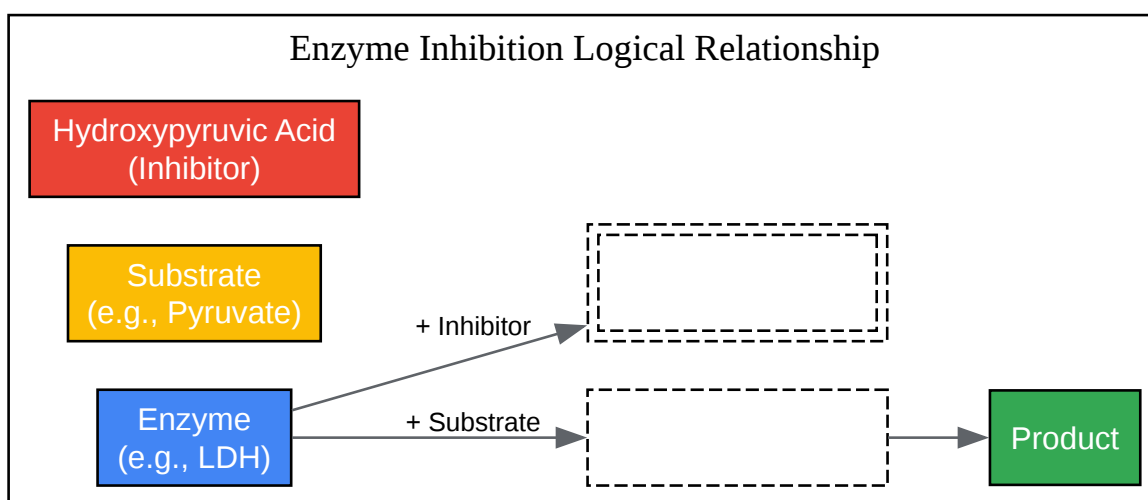 Enzyme Inhibition Logical Relationship
Hydroxypyruvic Acid
(Inhibitor)
Substrate
(e.g., Pyruvate)
+ Inhibitor
Enzyme
(e.g., LDH)
+ Substrate
Product